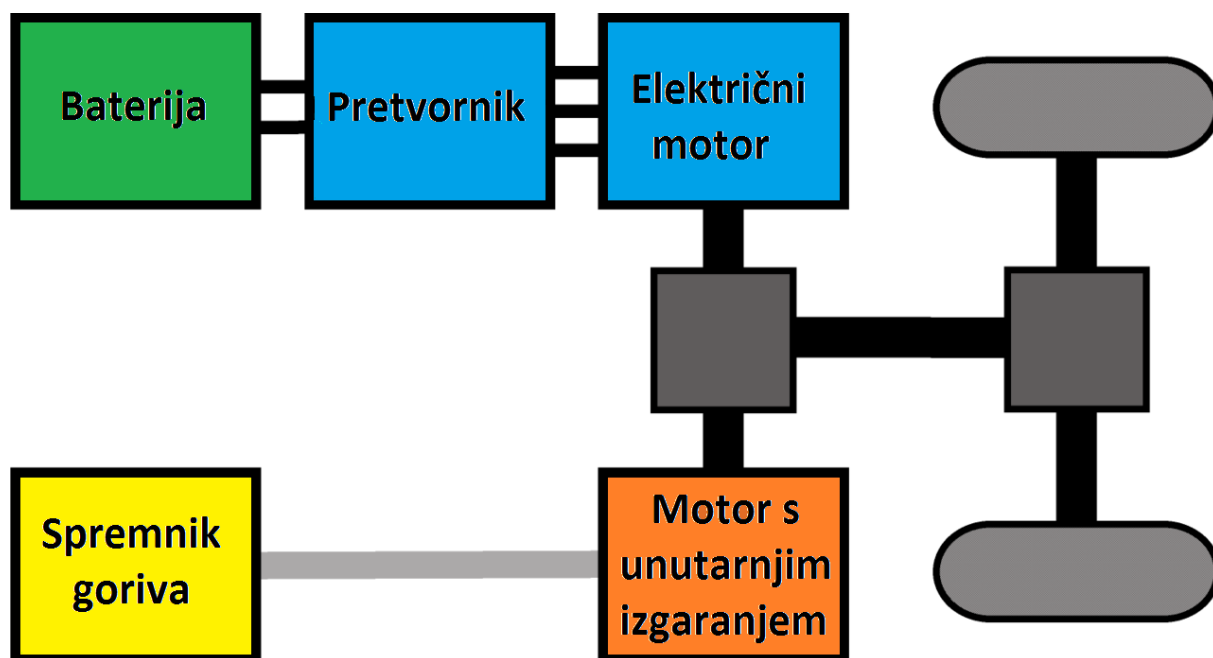 Baterija
Pretvornik
Električni
motor
Spremnik
goriva
Motor s
unutarnjim
izgaranjem